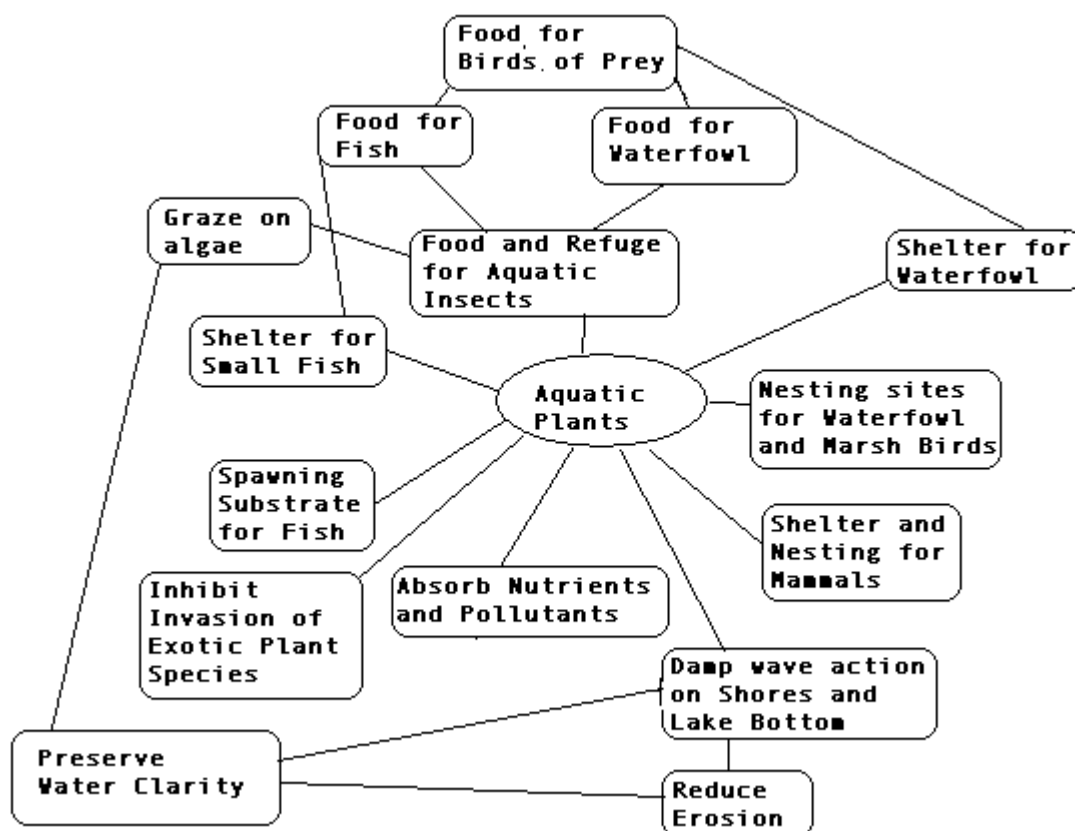 Food for
Birds of Prey
Food for
Fish
Food for
Waterfowl
Graze on
algae
Food and Refuge
for Aquatic
Insects
Shelter for
Waterfowl
Shelter for
Small Fish
Aquatic
Plants
Nesting sites
for Waterfowl
and Marsh Birds
Spawning
Substrate
for Fish
Shelter and
Nesting for
Mammals
Inhibit
Invasion of
Exotic Plant
Species
Absorb Nutrients
and Pollutants
Damp wave action
on Shores and
Lake Bottom
Preserve
Water Clarity
Reduce
Erosion